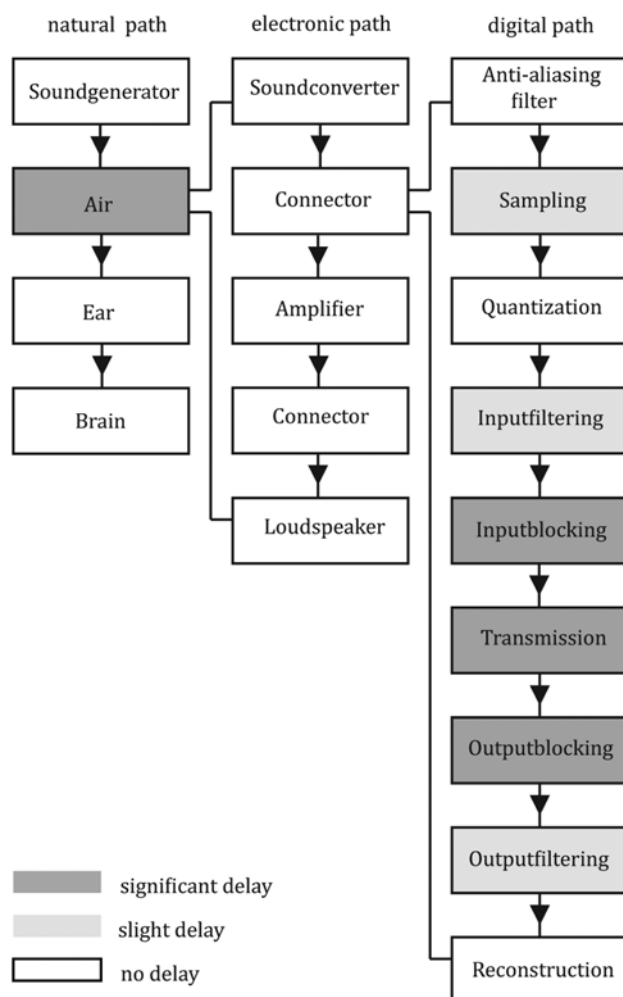 natural path
electronic path
digital path
Soundgenerator
Air
Ear
Brain
Soundconverter
Connector
Amplifier
Connector
Loudspeaker
Anti-aliasing
filter
Sampling
Quantization
Inputfiltering
Inputblocking
Transmission
Outputblocking
Outputfiltering
Reconstruction
significant delay
slight delay
no delay